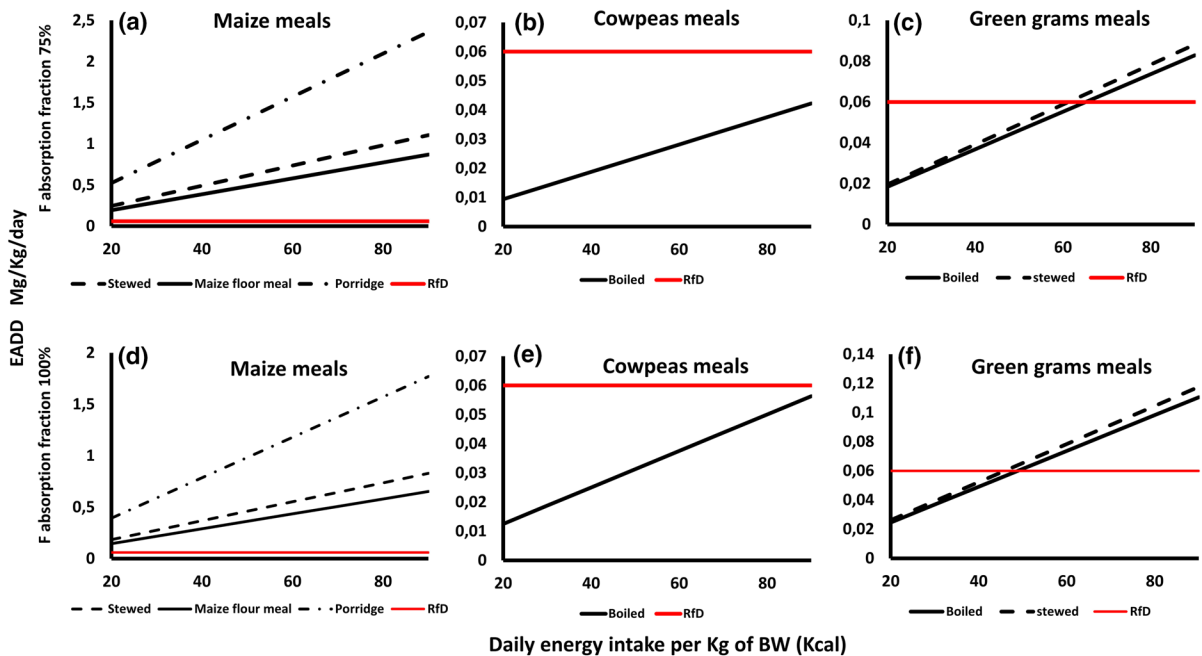 (a) Maize meals
2,5
2
1,5
1
0,5
0
20 40 60 80
Stewed Maize floor meal Porridge RfD
(b) Cowpeas meals
0,07
0,06
0,05
0,04
0,03
0,02
0,01
0
20 40 60 80
Boiled RfD
(c) Green grams meals
0,1
0,08
0,06
0,04
0,02
0
20 40 60 80
Boiled stewed RfD
F absorption fraction 75%
EADD Mg/Kg/day
F absorption fraction 100%
(d) Maize meals
2
1,5
1
0,5
0
20 40 60 80
Stewed Maize flour meal Porridge RfD
(e) Cowpeas meals
0,07
0,06
0,05
0,04
0,03
0,02
0,01
0
20 40 60 80
Boiled RfD
(f) Green grams meals
0,14
0,12
0,1
0,08
0,06
0,04
0,02
0
20 40 60 80
Boiled stewed RfD
Daily energy intake per Kg of BW (Kcal)